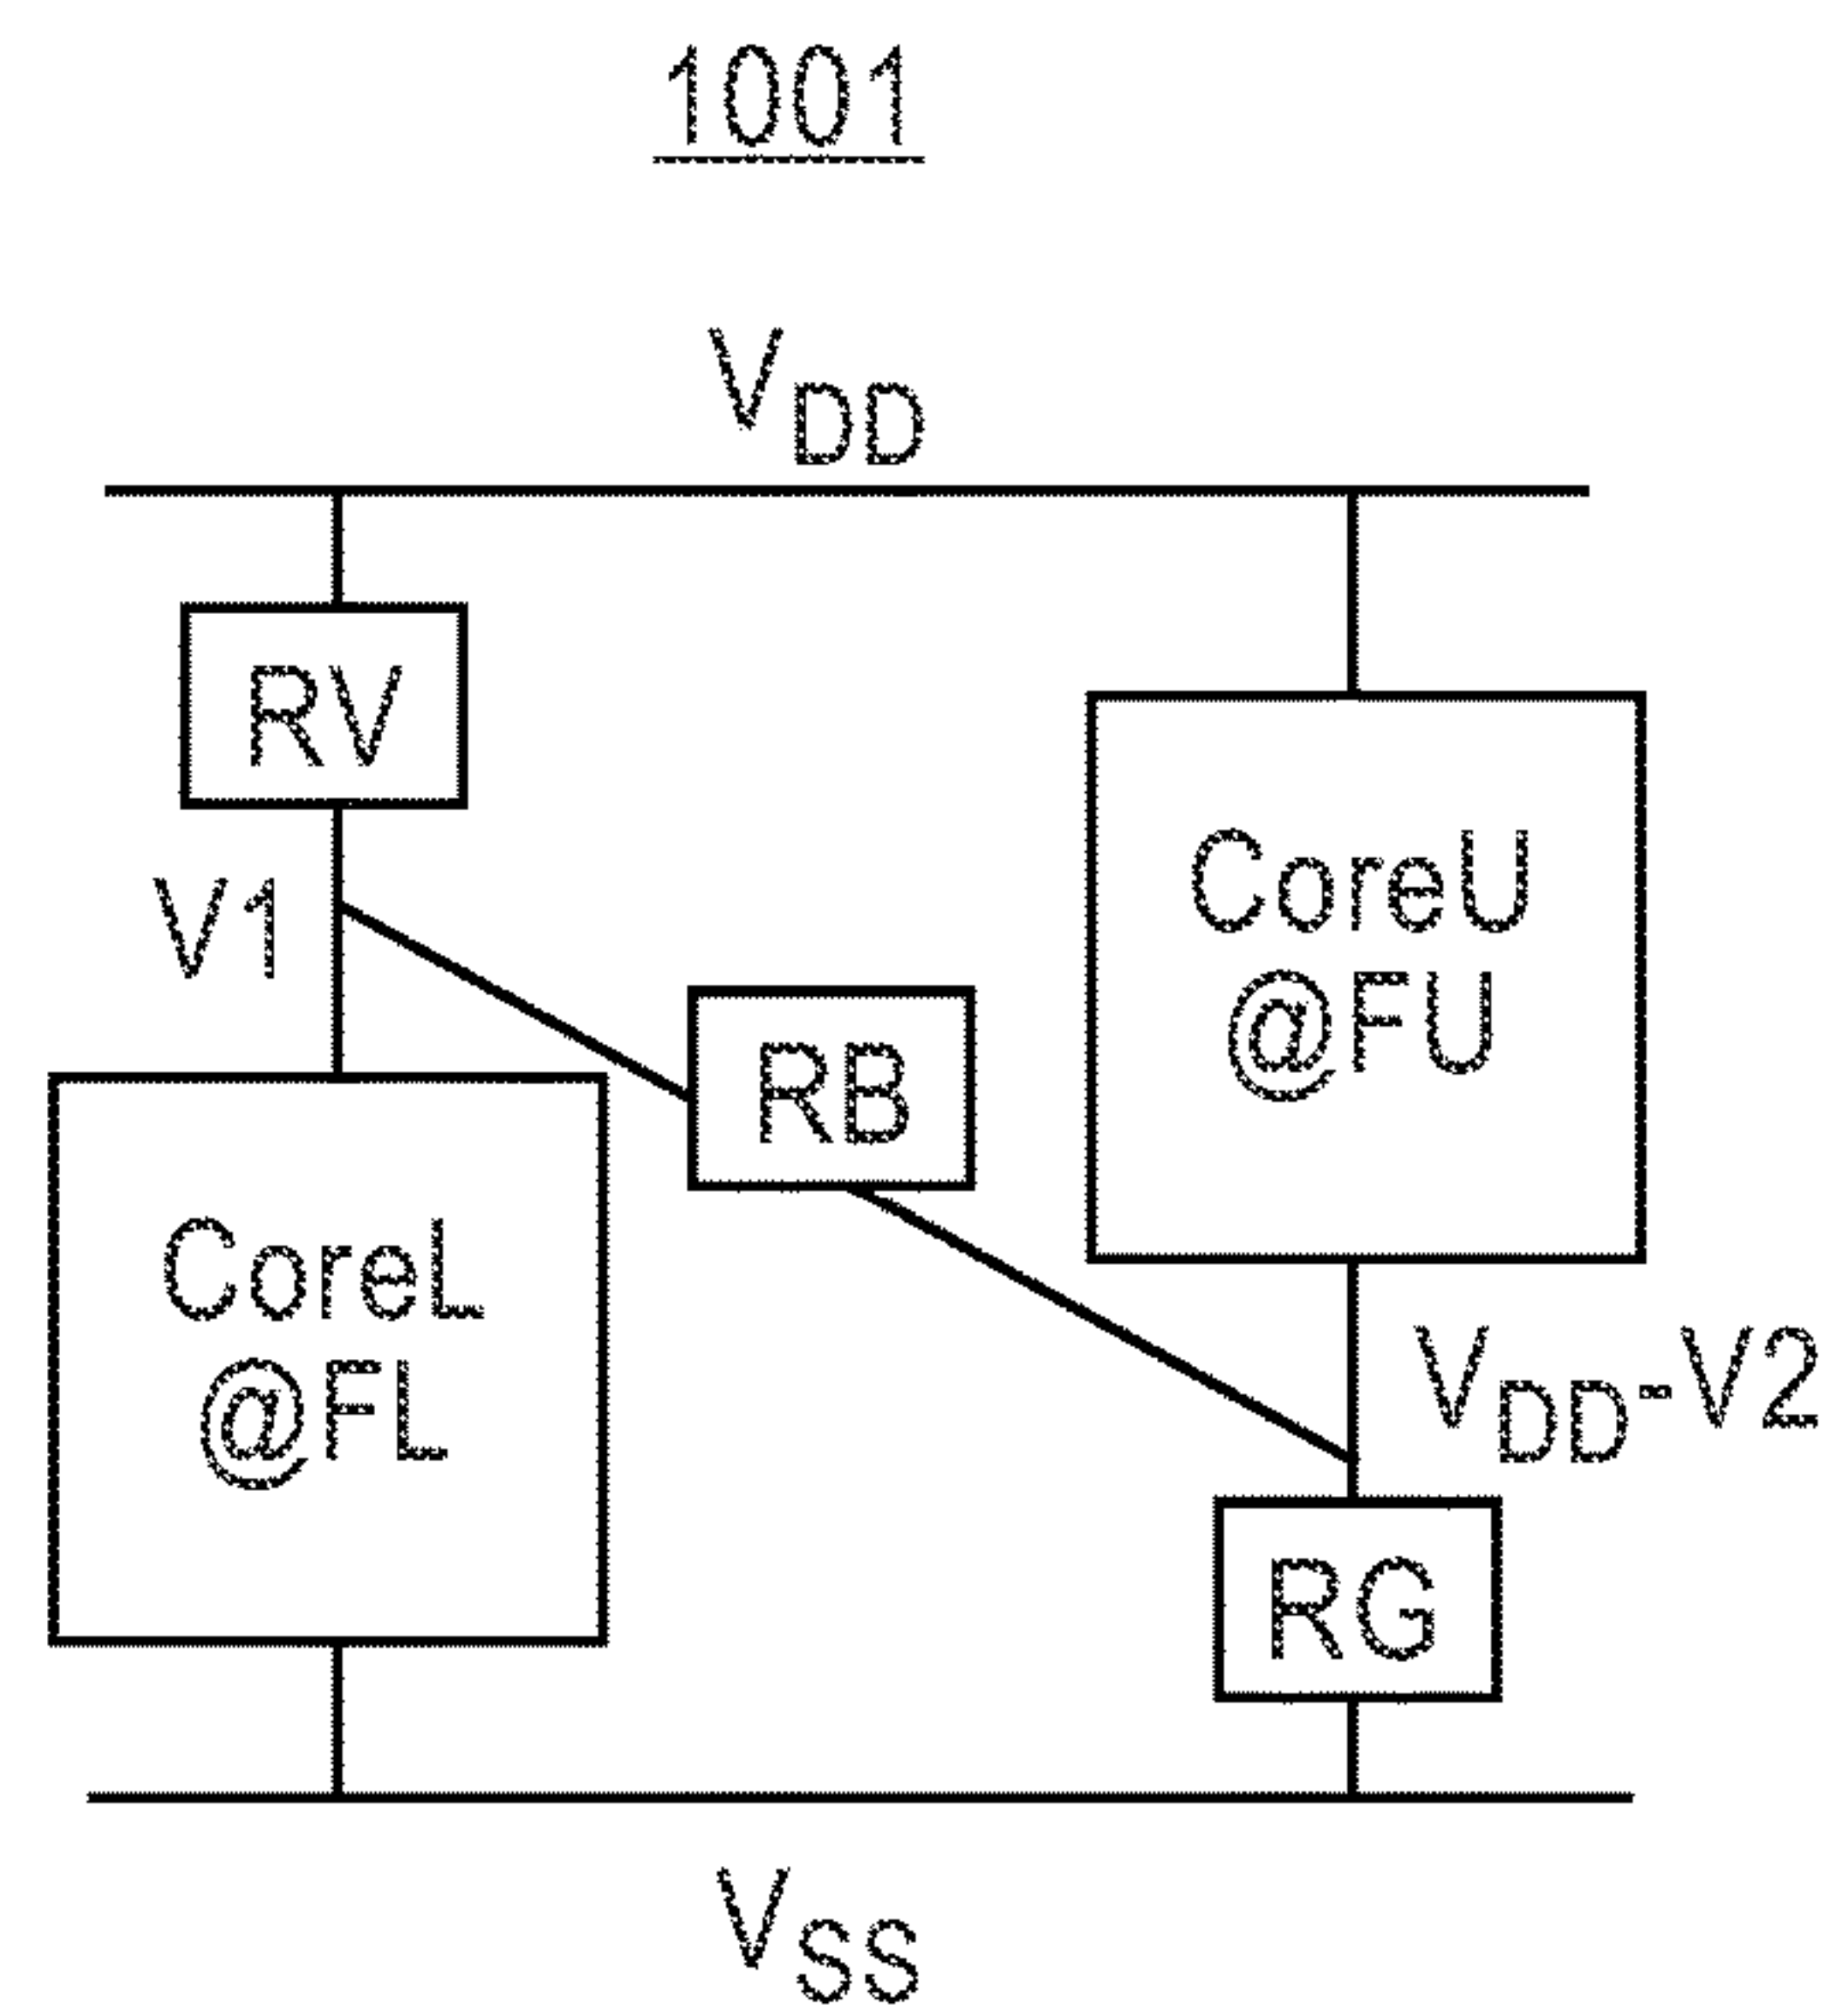 1001
VDD
RV
V1
CoreU
@FU
RB
CoreL
@FL
VDD-V2
RG
VSS